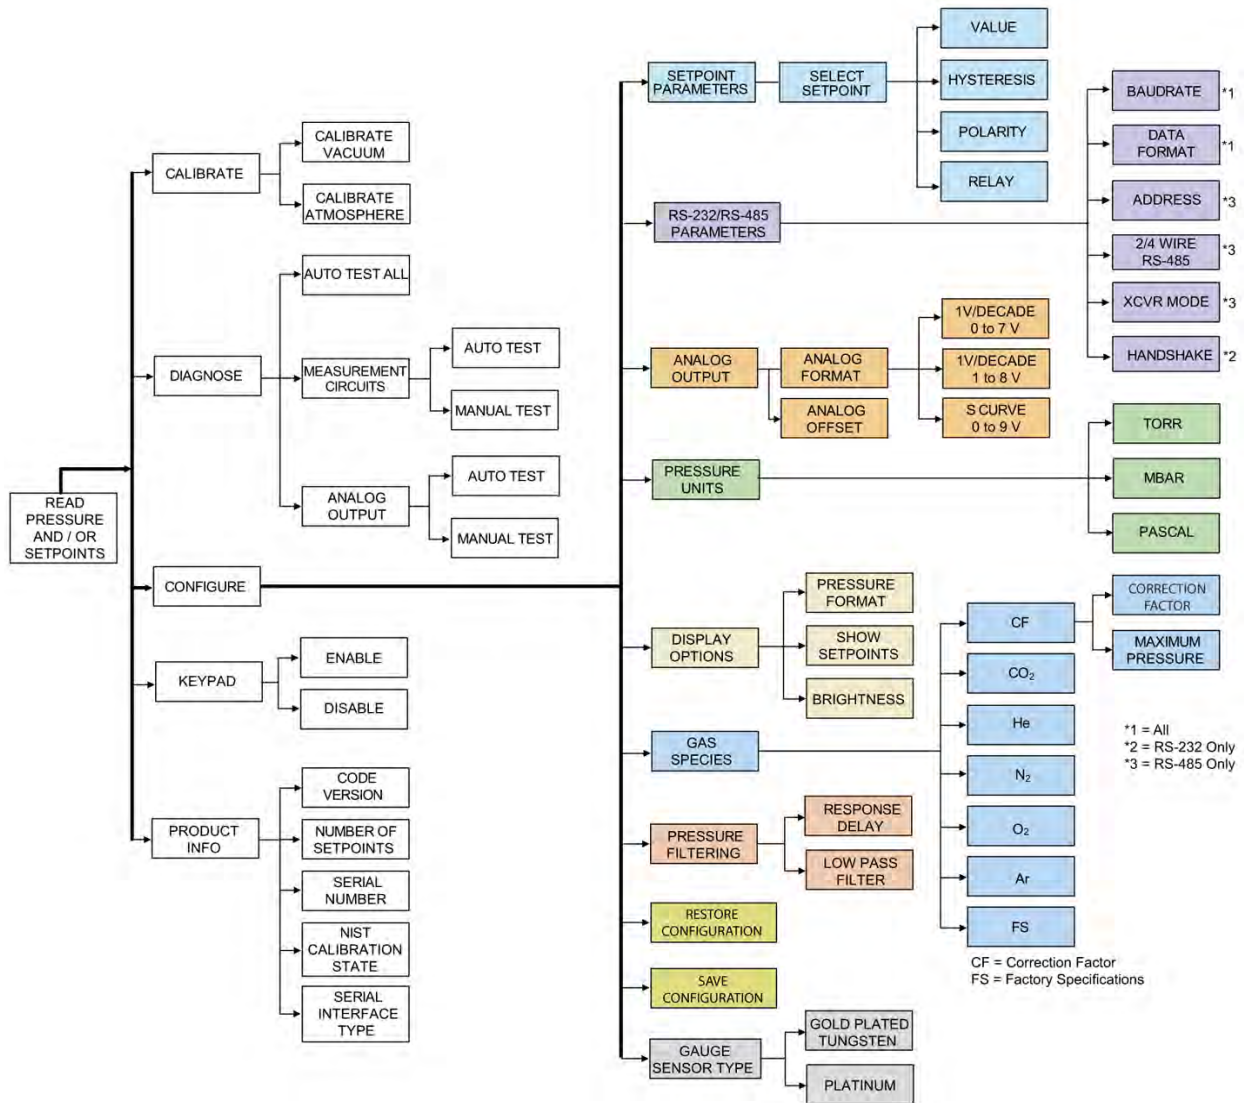 READ
PRESSURE
AND / OR
SETPOINTS
CALIBRATE
CALIBRATE
VACUUM
CALIBRATE
ATMOSPHERE
DIAGNOSE
AUTO TEST ALL
MEASUREMENT
CIRCUITS
AUTO TEST
MANUAL TEST
ANALOG
OUTPUT
AUTO TEST
MANUAL TEST
CONFIGURE
KEYPAD
ENABLE
DISABLE
PRODUCT
INFO
CODE
VERSION
NUMBER OF
SETPOINTS
SERIAL
NUMBER
NIST
CALIBRATION
STATE
SERIAL
INTERFACE
TYPE
SETPOINT
PARAMETERS
SELECT
SETPOINT
VALUE
HYSTERESIS
POLARITY
RELAY
RS-232/RS-485
PARAMETERS
BAUDRATE *1
DATA
FORMAT *1
ADDRESS *3
2/4 WIRE
RS-485 *3
XCVR MODE *3
HANDSHAKE *2
ANALOG
OUTPUT
ANALOG
FORMAT
1V/DECADE
0 to 7 V
1V/DECADE
1 to 8 V
S CURVE
0 to 9 V
ANALOG
OFFSET
PRESSURE
UNITS
TORR
MBAR
PASCAL
DISPLAY
OPTIONS
PRESSURE
FORMAT
SHOW
SETPOINTS
BRIGHTNESS
GAS
SPECIES
CF
CORRECTION
FACTOR
MAXIMUM
PRESSURE
CO₂
He
N₂
O₂
Ar
FS
*1 = All
*2 = RS-232 Only
*3 = RS-485 Only
CF = Correction Factor
FS = Factory Specifications
PRESSURE
FILTERING
RESPONSE
DELAY
LOW PASS
FILTER
RESTORE
CONFIGURATION
SAVE
CONFIGURATION
GAUGE
SENSOR TYPE
GOLD PLATED
TUNGSTEN
PLATINUM